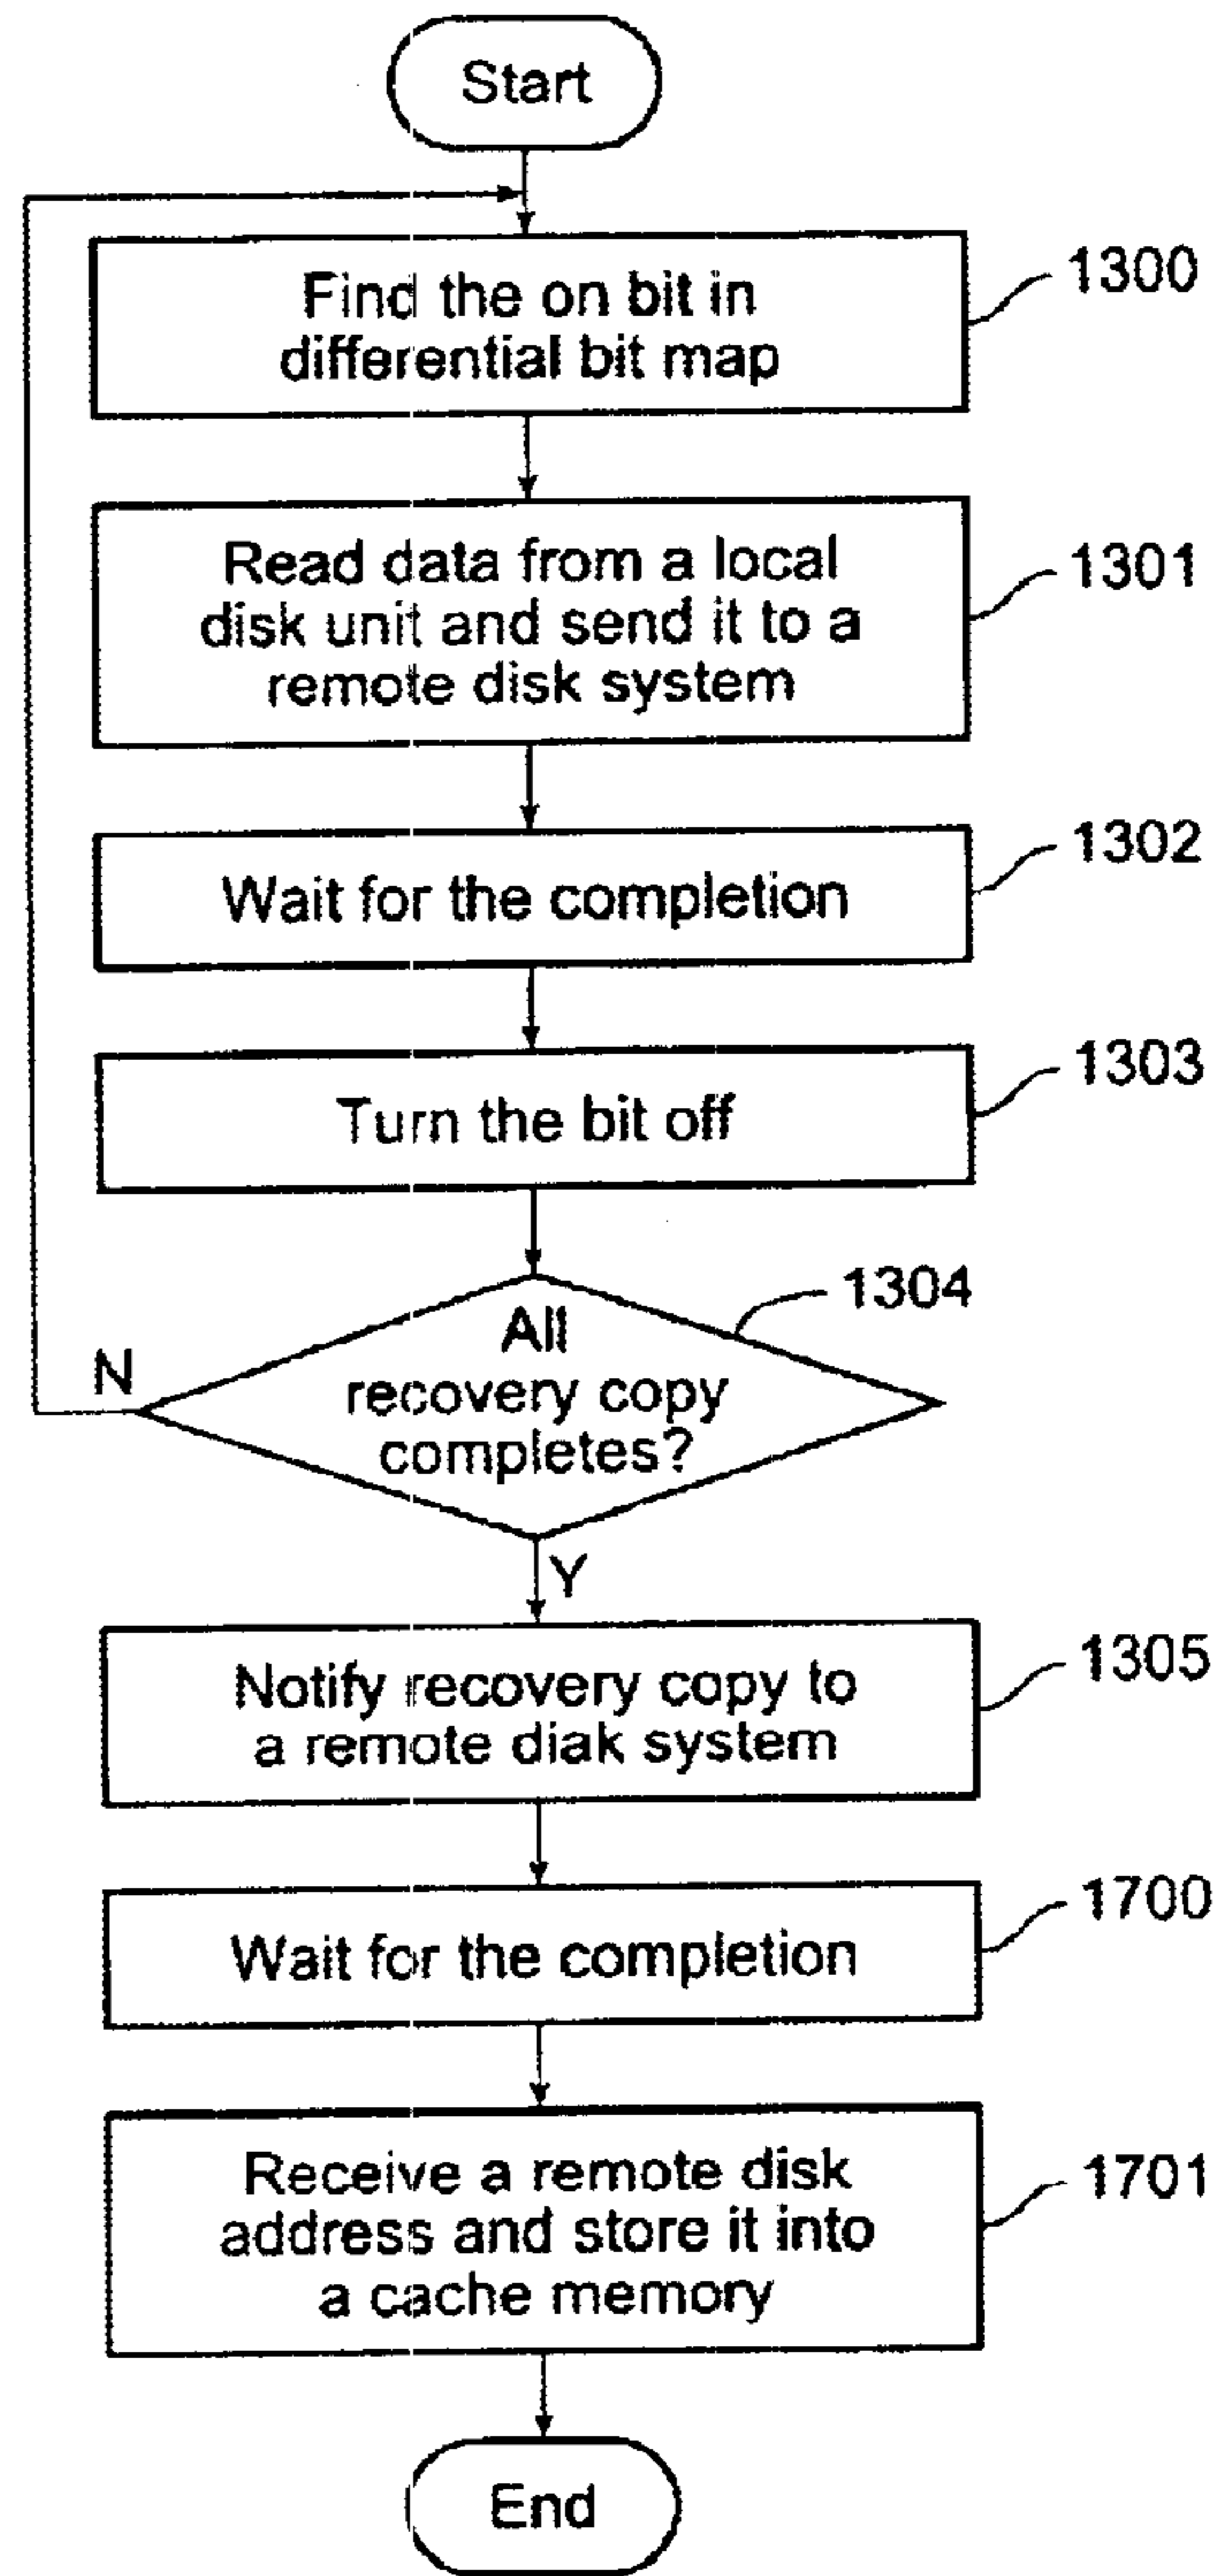 Start
Find the on bit in
differential bit map
1300
Read data from a local
disk unit and send it to a
remote disk system
1301
Wait for the completion
1302
Turn the bit off
1303
All
recovery copy
completes?
1304
N
Y
Notify recovery copy to
a remote diak system
1305
Wait for the completion
1700
Receive a remote disk
address and store it into
a cache memory
1701
End